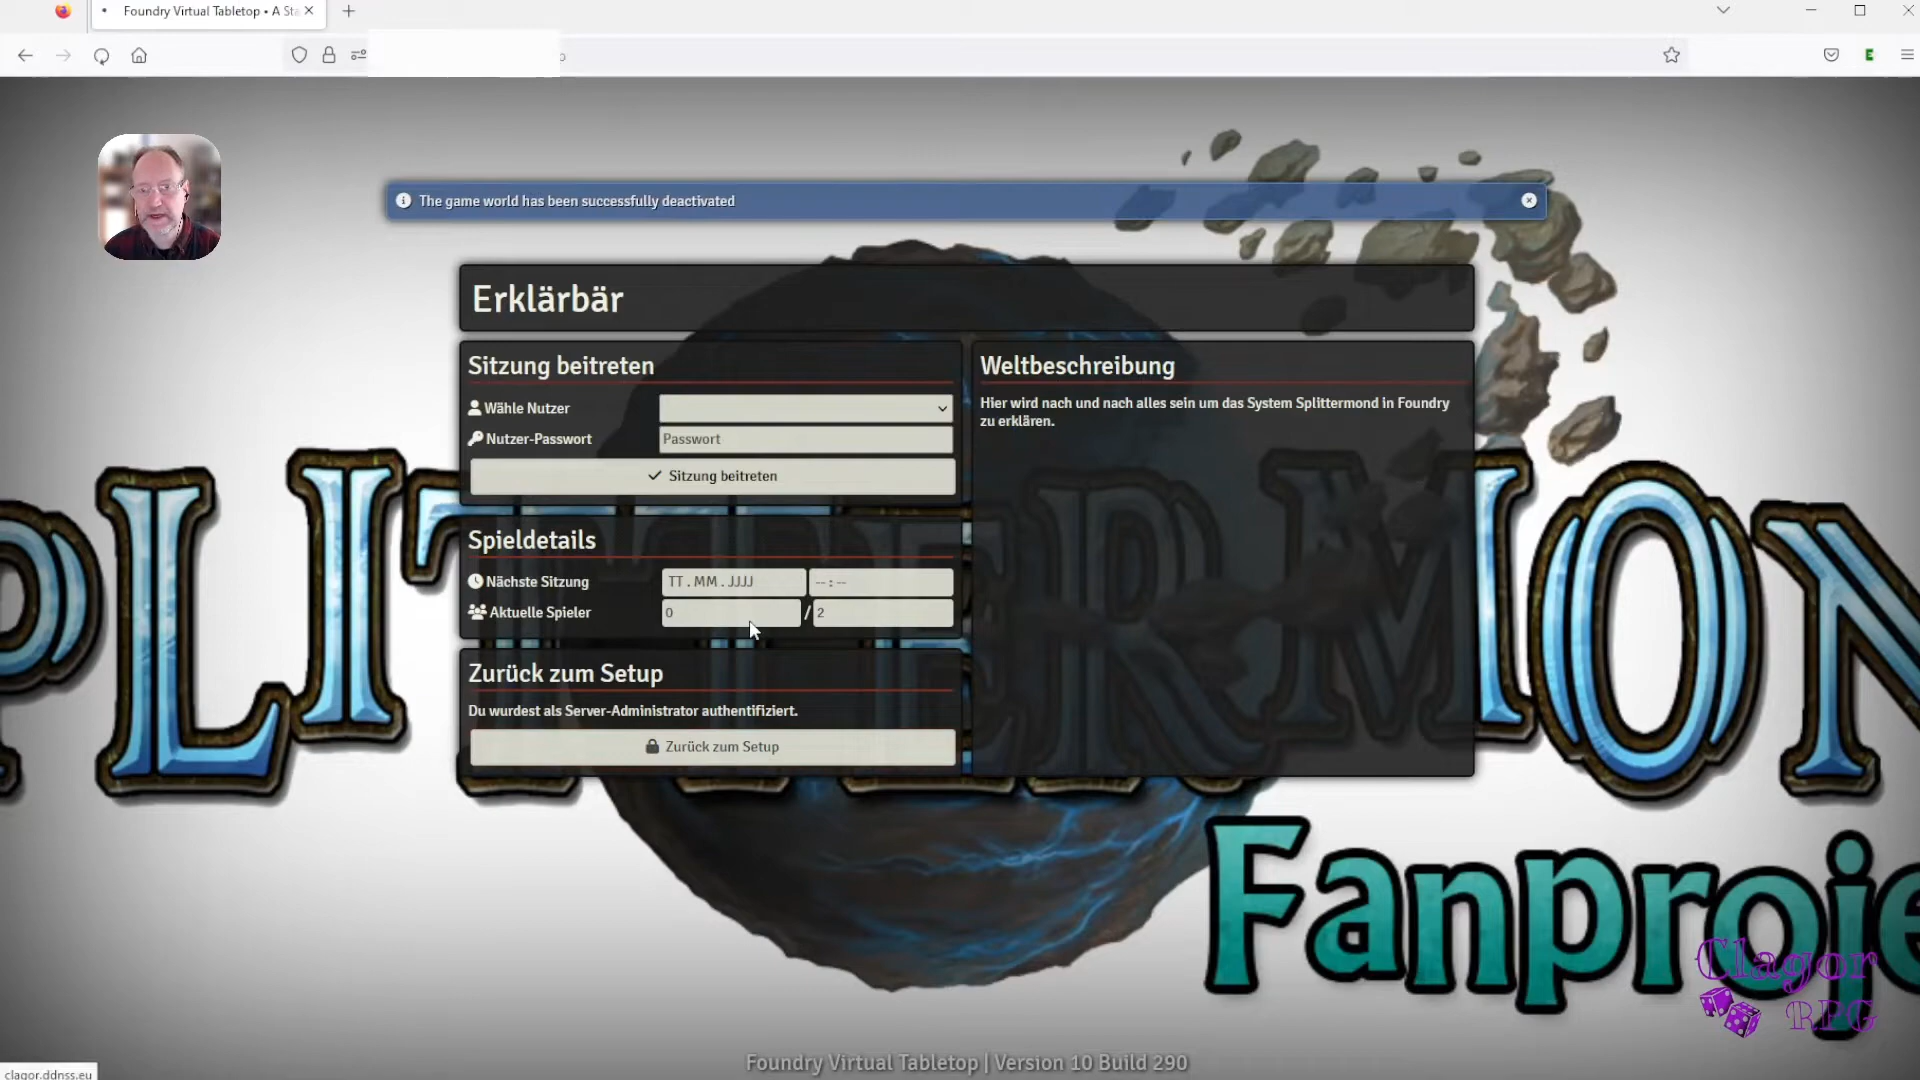 Foundry Virtual Tabletop • A Sta
The game world has been successfully deactivated
Erklärbär
Sitzung beitreten
Wähle Nutzer
Nutzer-Passwort
Passwort
Sitzung beitreten
Spieldetails
Nächste Sitzung
TT . MM . JJJJ
-- : --
Aktuelle Spieler
0 / 2
Zurück zum Setup
Du wurdest als Server-Administrator authentifiziert.
Zurück zum Setup
Weltbeschreibung
Hier wird nach und nach alles sein um das System Splittermond in Foundry
zu erklären.
PLITTERMON
Fanproje
Clagor
RPG
Foundry Virtual Tabletop | Version 10 Build 290
clagor.ddnss.eu